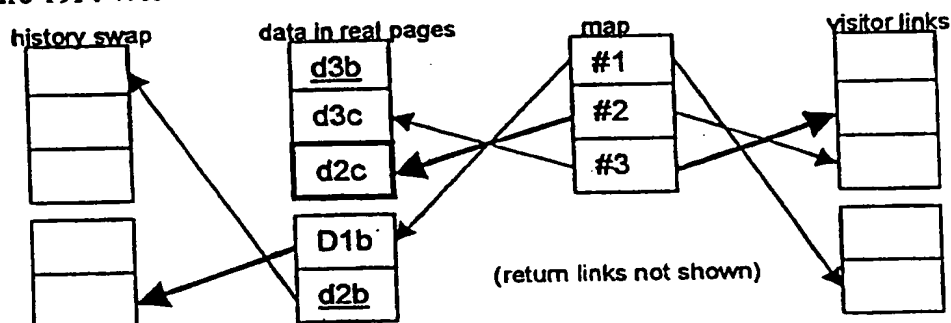 history swap data in real pages map visitor links
d3b #1
d3c #2
d2c #3
D1b
d2b (return links not shown)